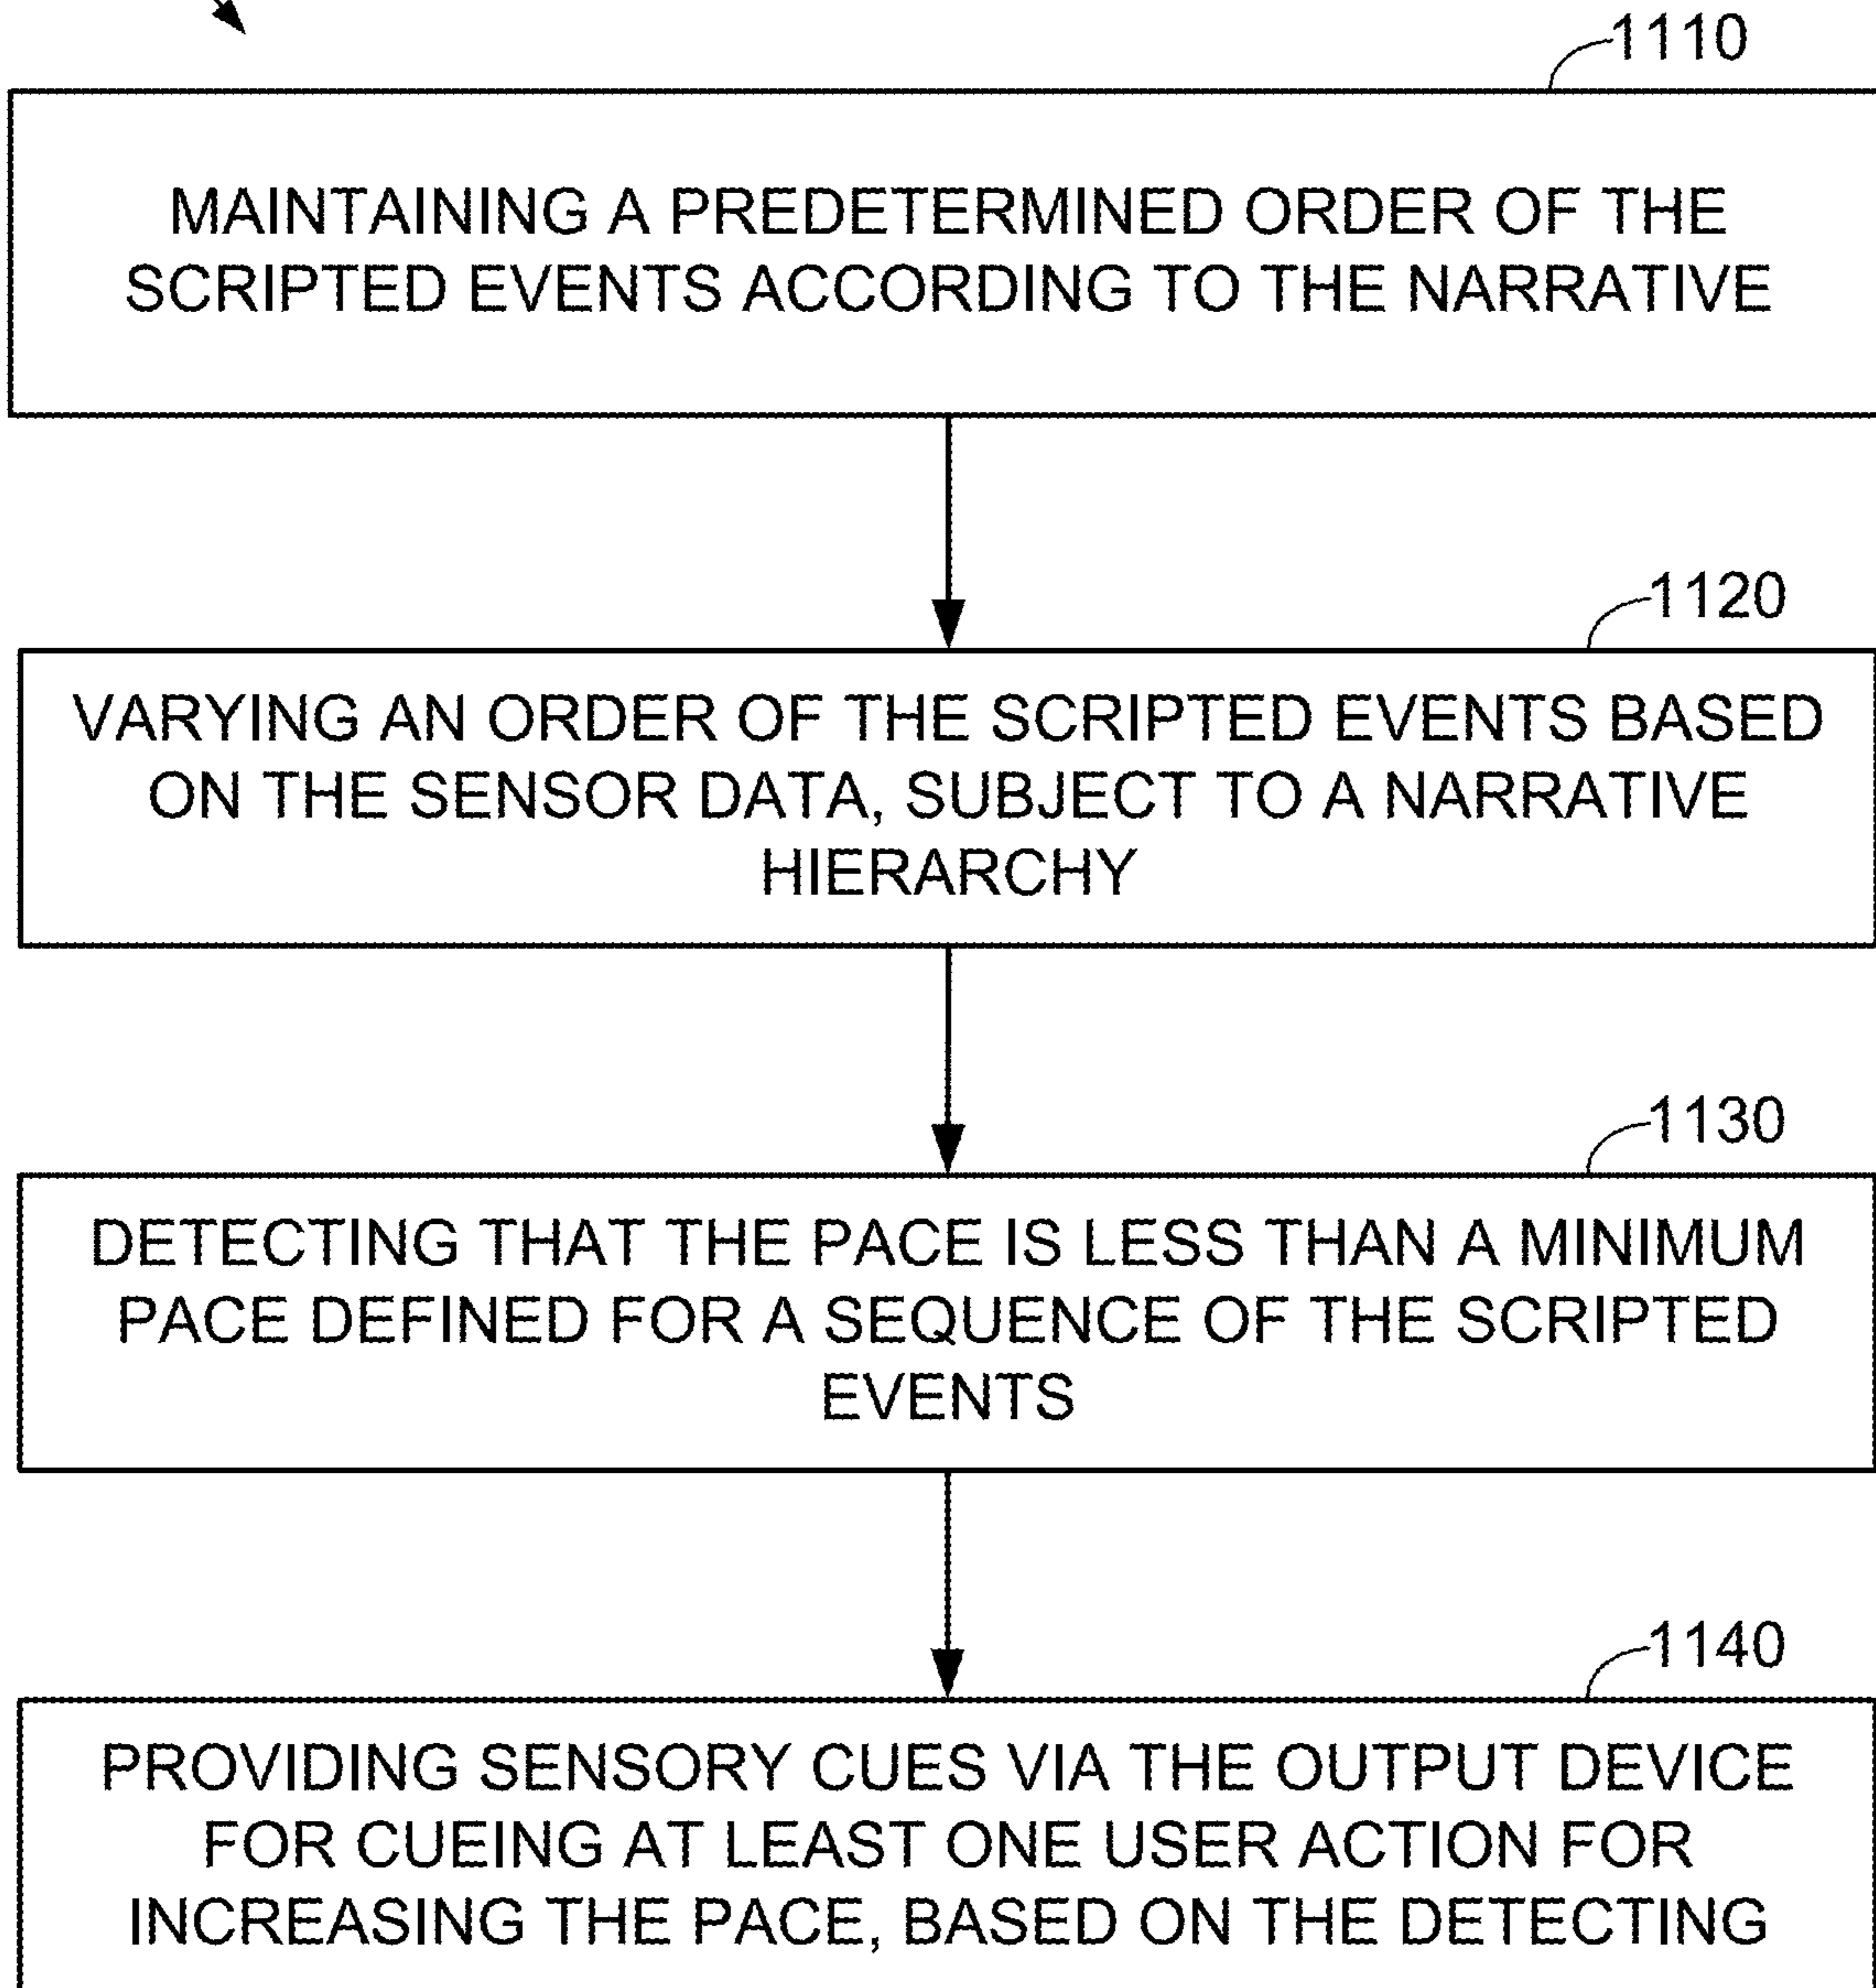 1110
MAINTAINING A PREDETERMINED ORDER OF THE
SCRIPTED EVENTS ACCORDING TO THE NARRATIVE
1120
VARYING AN ORDER OF THE SCRIPTED EVENTS BASED
ON THE SENSOR DATA, SUBJECT TO A NARRATIVE
HIERARCHY
1130
DETECTING THAT THE PACE IS LESS THAN A MINIMUM
PACE DEFINED FOR A SEQUENCE OF THE SCRIPTED
EVENTS
1140
PROVIDING SENSORY CUES VIA THE OUTPUT DEVICE
FOR CUEING AT LEAST ONE USER ACTION FOR
INCREASING THE PACE, BASED ON THE DETECTING